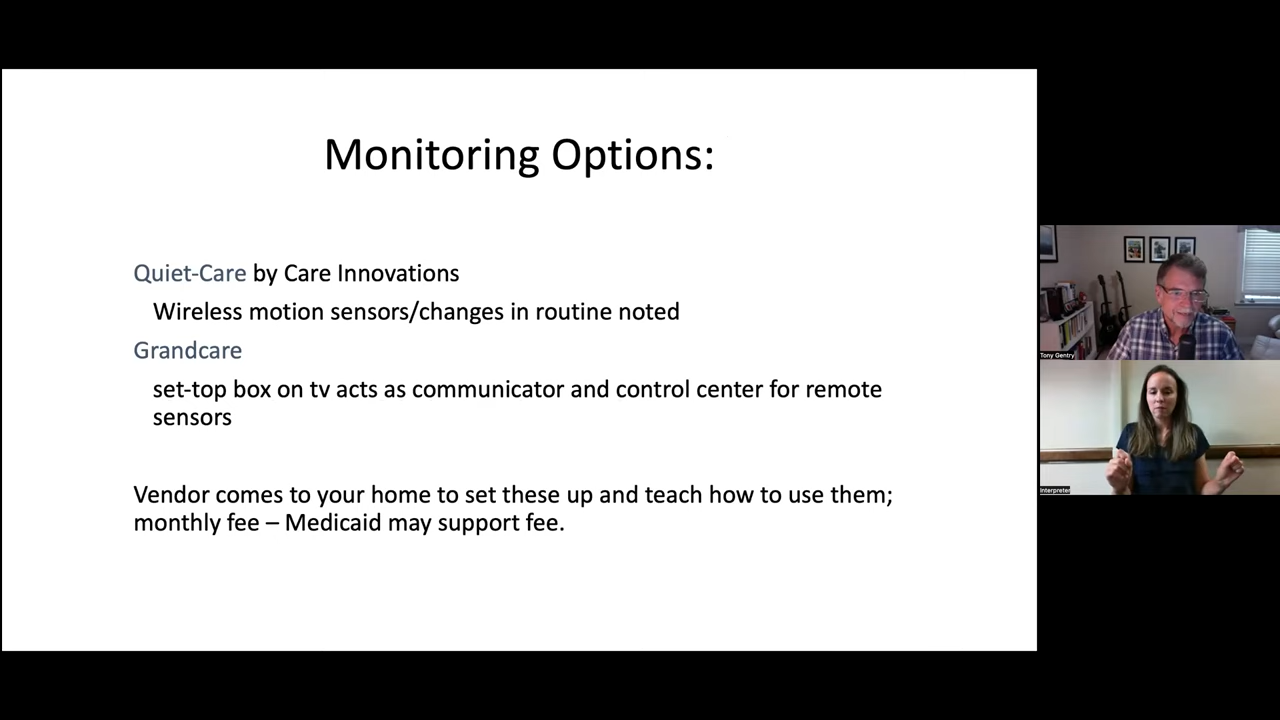 Monitoring Options:
Quiet-Care by Care Innovations
Wireless motion sensors/changes in routine noted
Grandcare
set-top box on tv acts as communicator and control center for remote
sensors
Vendor comes to your home to set these up and teach how to use them;
monthly fee – Medicaid may support fee.
Tony Gentry
Interpreter